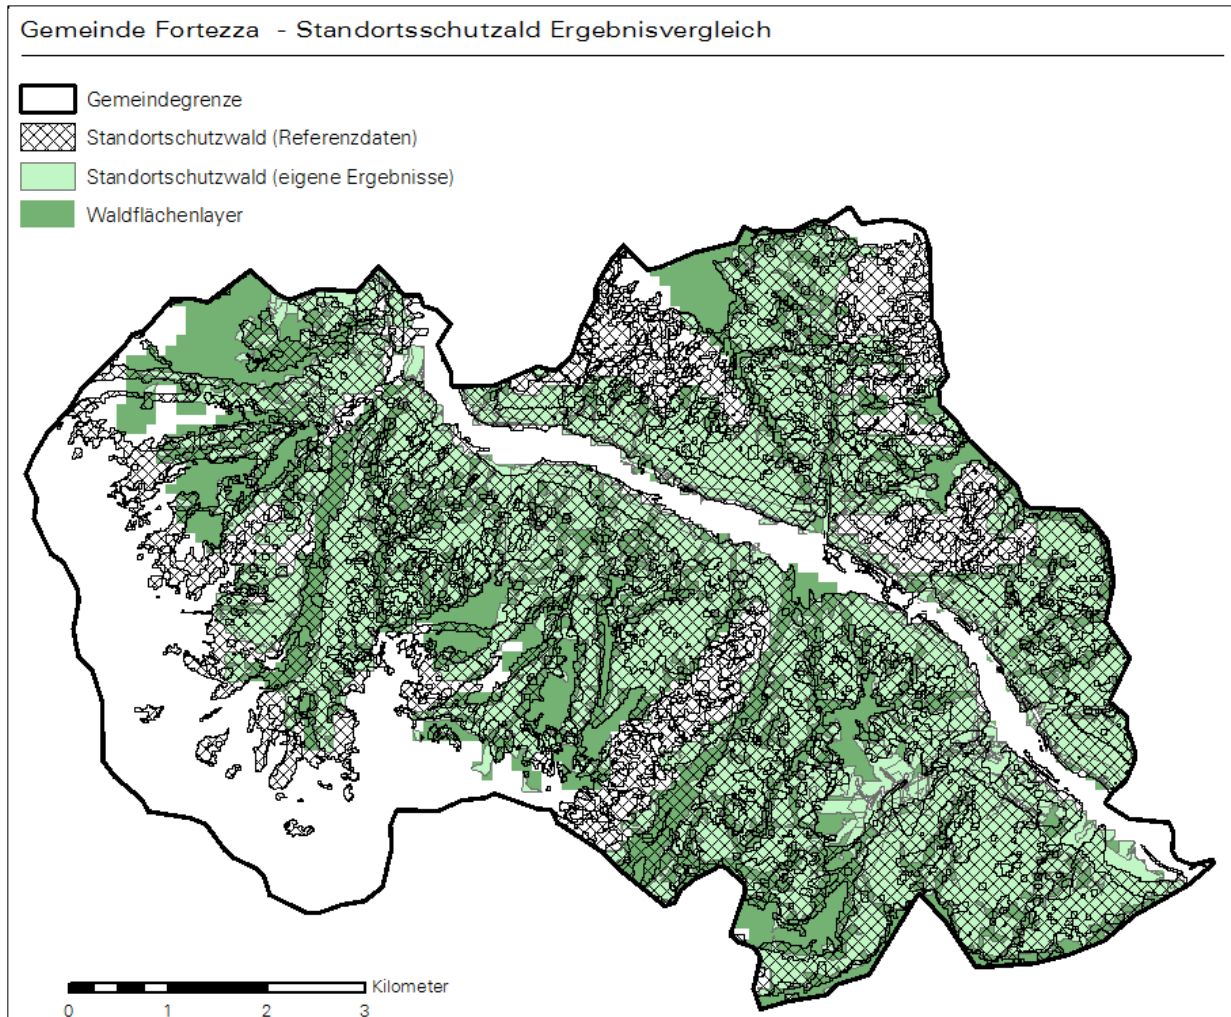 Gemeinde Fortezza - Standortsschutzald Ergebnisvergleich
Gemeindegrenze
Standortschutzwald (Referenzdaten)
Standortschutzwald (eigene Ergebnisse)
Waldflächenlayer
Kilometer
0 1 2 3